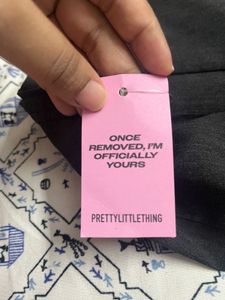 ONCE
REMOVED, I'M
OFFICIALLY
YOURS
PRETTYLITTLETHING